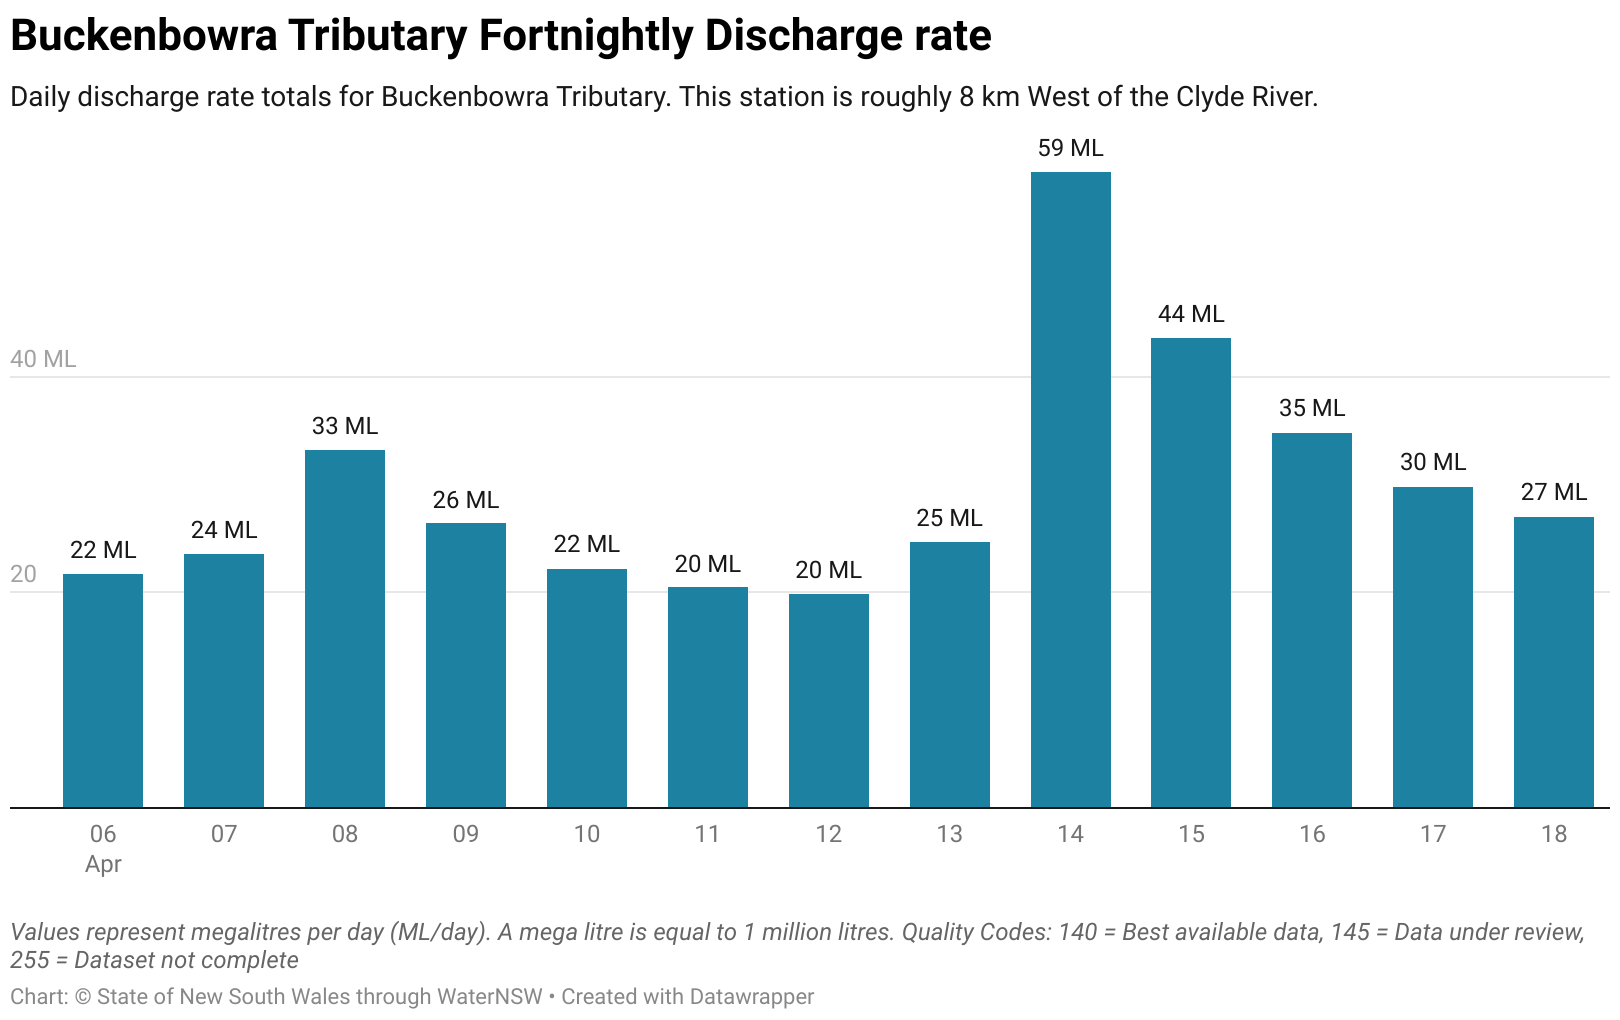 Buckenbowra Tributary Fortnightly Discharge rate
Daily discharge rate totals for Buckenbowra Tributary. This station is roughly 8 km West of the Clyde River.
59 ML
44 ML
40 ML
35 ML
33 ML
30 ML
27 ML
26 ML
25 ML
24 ML
22 ML
22 ML
20 ML
20 ML
20
06 07 08 09 10 11 12 13 14 15 16 17 18
Apr
Values represent megalitres per day (ML/day). A mega litre is equal to 1 million litres. Quality Codes: 140 = Best available data, 145 = Data under review,
255 = Dataset not complete
Chart: © State of New South Wales through WaterNSW • Created with Datawrapper